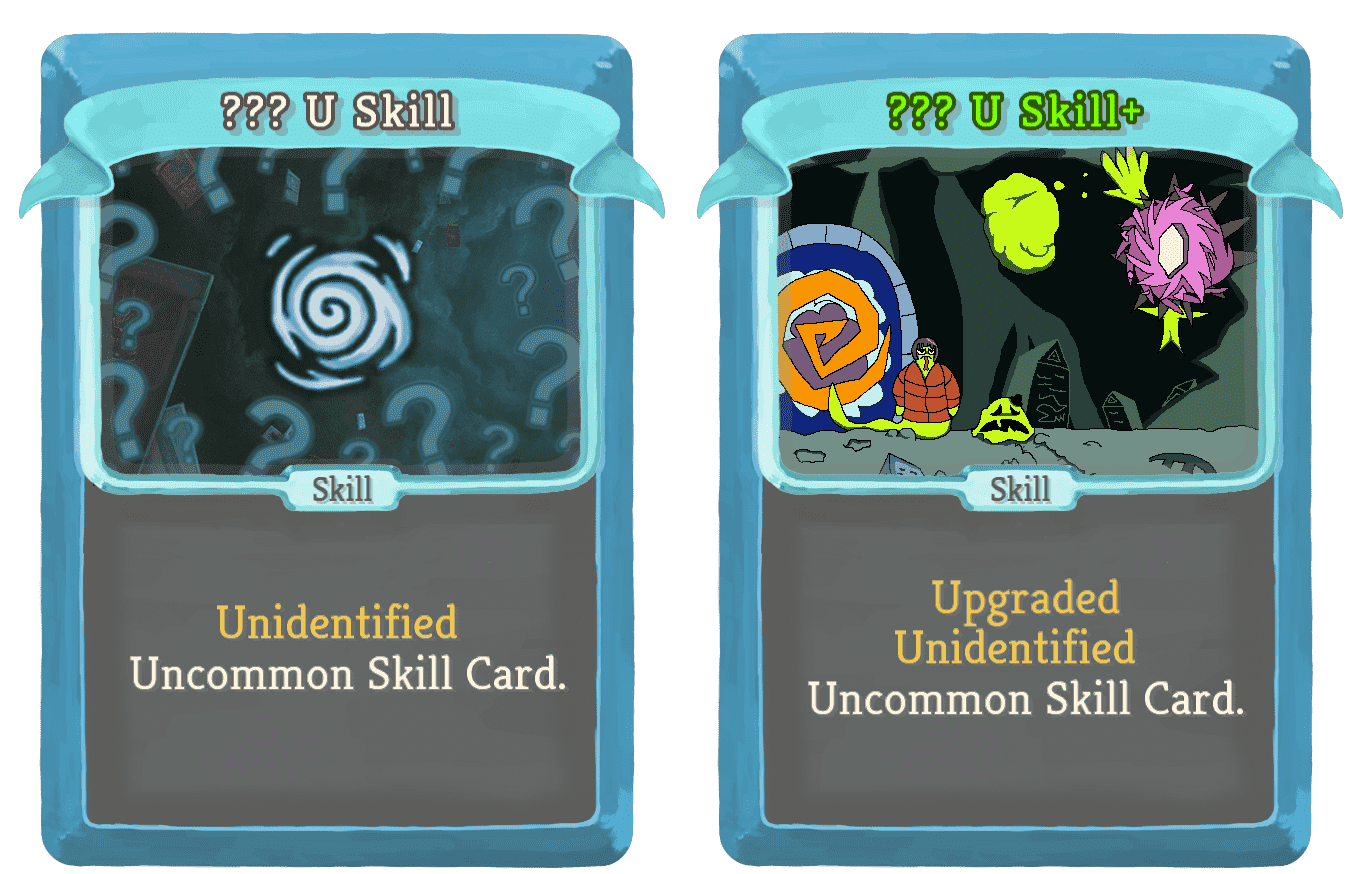 ??? U Skill
Skill
Unidentified
Uncommon Skill Card.
??? U Skill+
Skill
Upgraded
Unidentified
Uncommon Skill Card.